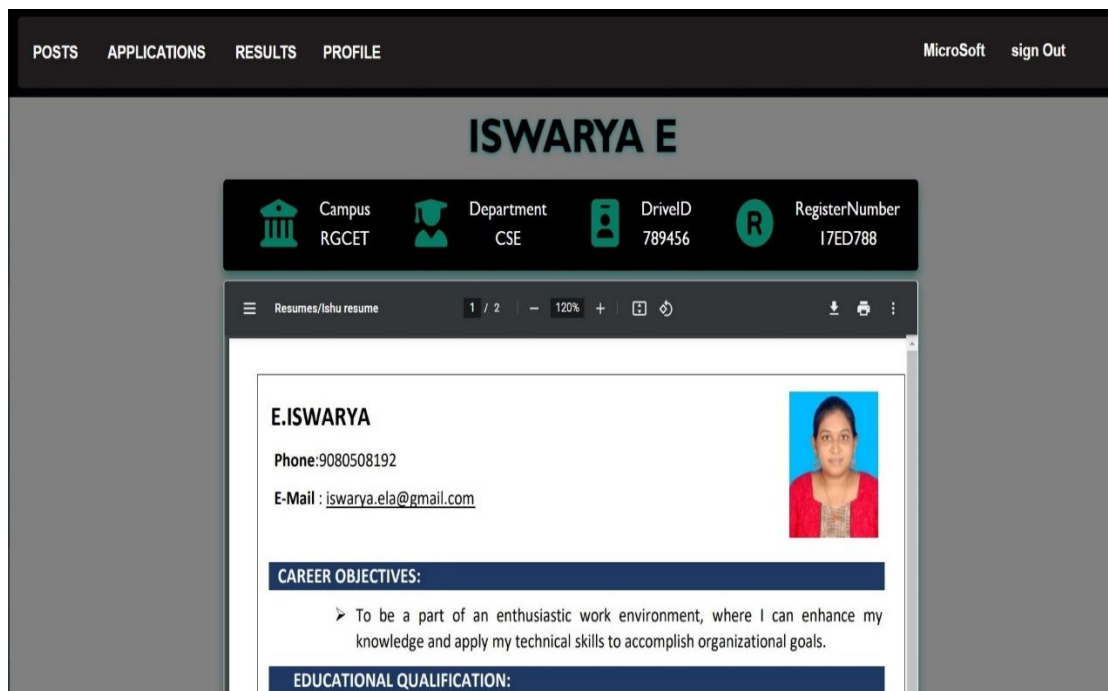 POSTS APPLICATIONS RESULTS PROFILE MicroSoft sign Out
ISWARYA E
Campus Department DriveID RegisterNumber
RGCET CSE 789456 17ED788
R
Resumes/Ishu resume 1 / 2 − 120% +
E.ISWARYA
Phone:9080508192
E-Mail : iswarya.ela@gmail.com
CAREER OBJECTIVES:
➢ To be a part of an enthusiastic work environment, where I can enhance my
knowledge and apply my technical skills to accomplish organizational goals.
EDUCATIONAL QUALIFICATION: